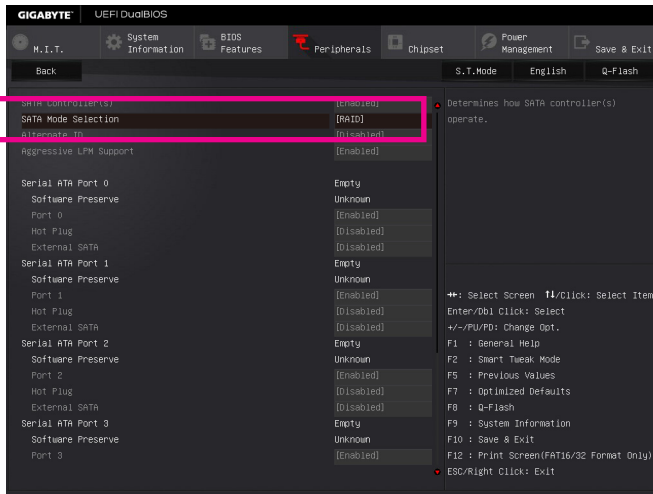 GIGABYTE™ UEFI DualBIOS
M.I.T. System Information BIOS Features Peripherals Chipset Power Management Save & Exit
Back S.T.Mode English Q-Flash
SATA Controller(s) [Enabled]
SATA Mode Selection [RAID]
Alternate ID [Disabled]
Aggressive LPM Support [Enabled]
Serial ATA Port 0 Empty
Software Preserve Unknown
Port 0 [Enabled]
Hot Plug [Disabled]
External SATA [Disabled]
Serial ATA Port 1 Empty
Software Preserve Unknown
Port 1 [Enabled]
Hot Plug [Disabled]
External SATA [Disabled]
Serial ATA Port 2 Empty
Software Preserve Unknown
Port 2 [Enabled]
Hot Plug [Disabled]
External SATA [Disabled]
Serial ATA Port 3 Empty
Software Preserve Unknown
Port 3 [Enabled]
Determines how SATA controller(s)
operate.
→←: Select Screen ↑↓/Click: Select Item
Enter/Dbl Click: Select
+/-/PU/PD: Change Opt.
F1 : General Help
F2 : Smart Tweak Mode
F5 : Previous Values
F7 : Optimized Defaults
F8 : Q-Flash
F9 : System Information
F10 : Save & Exit
F12 : Print Screen(FAT16/32 Format Only)
ESC/Right Click: Exit